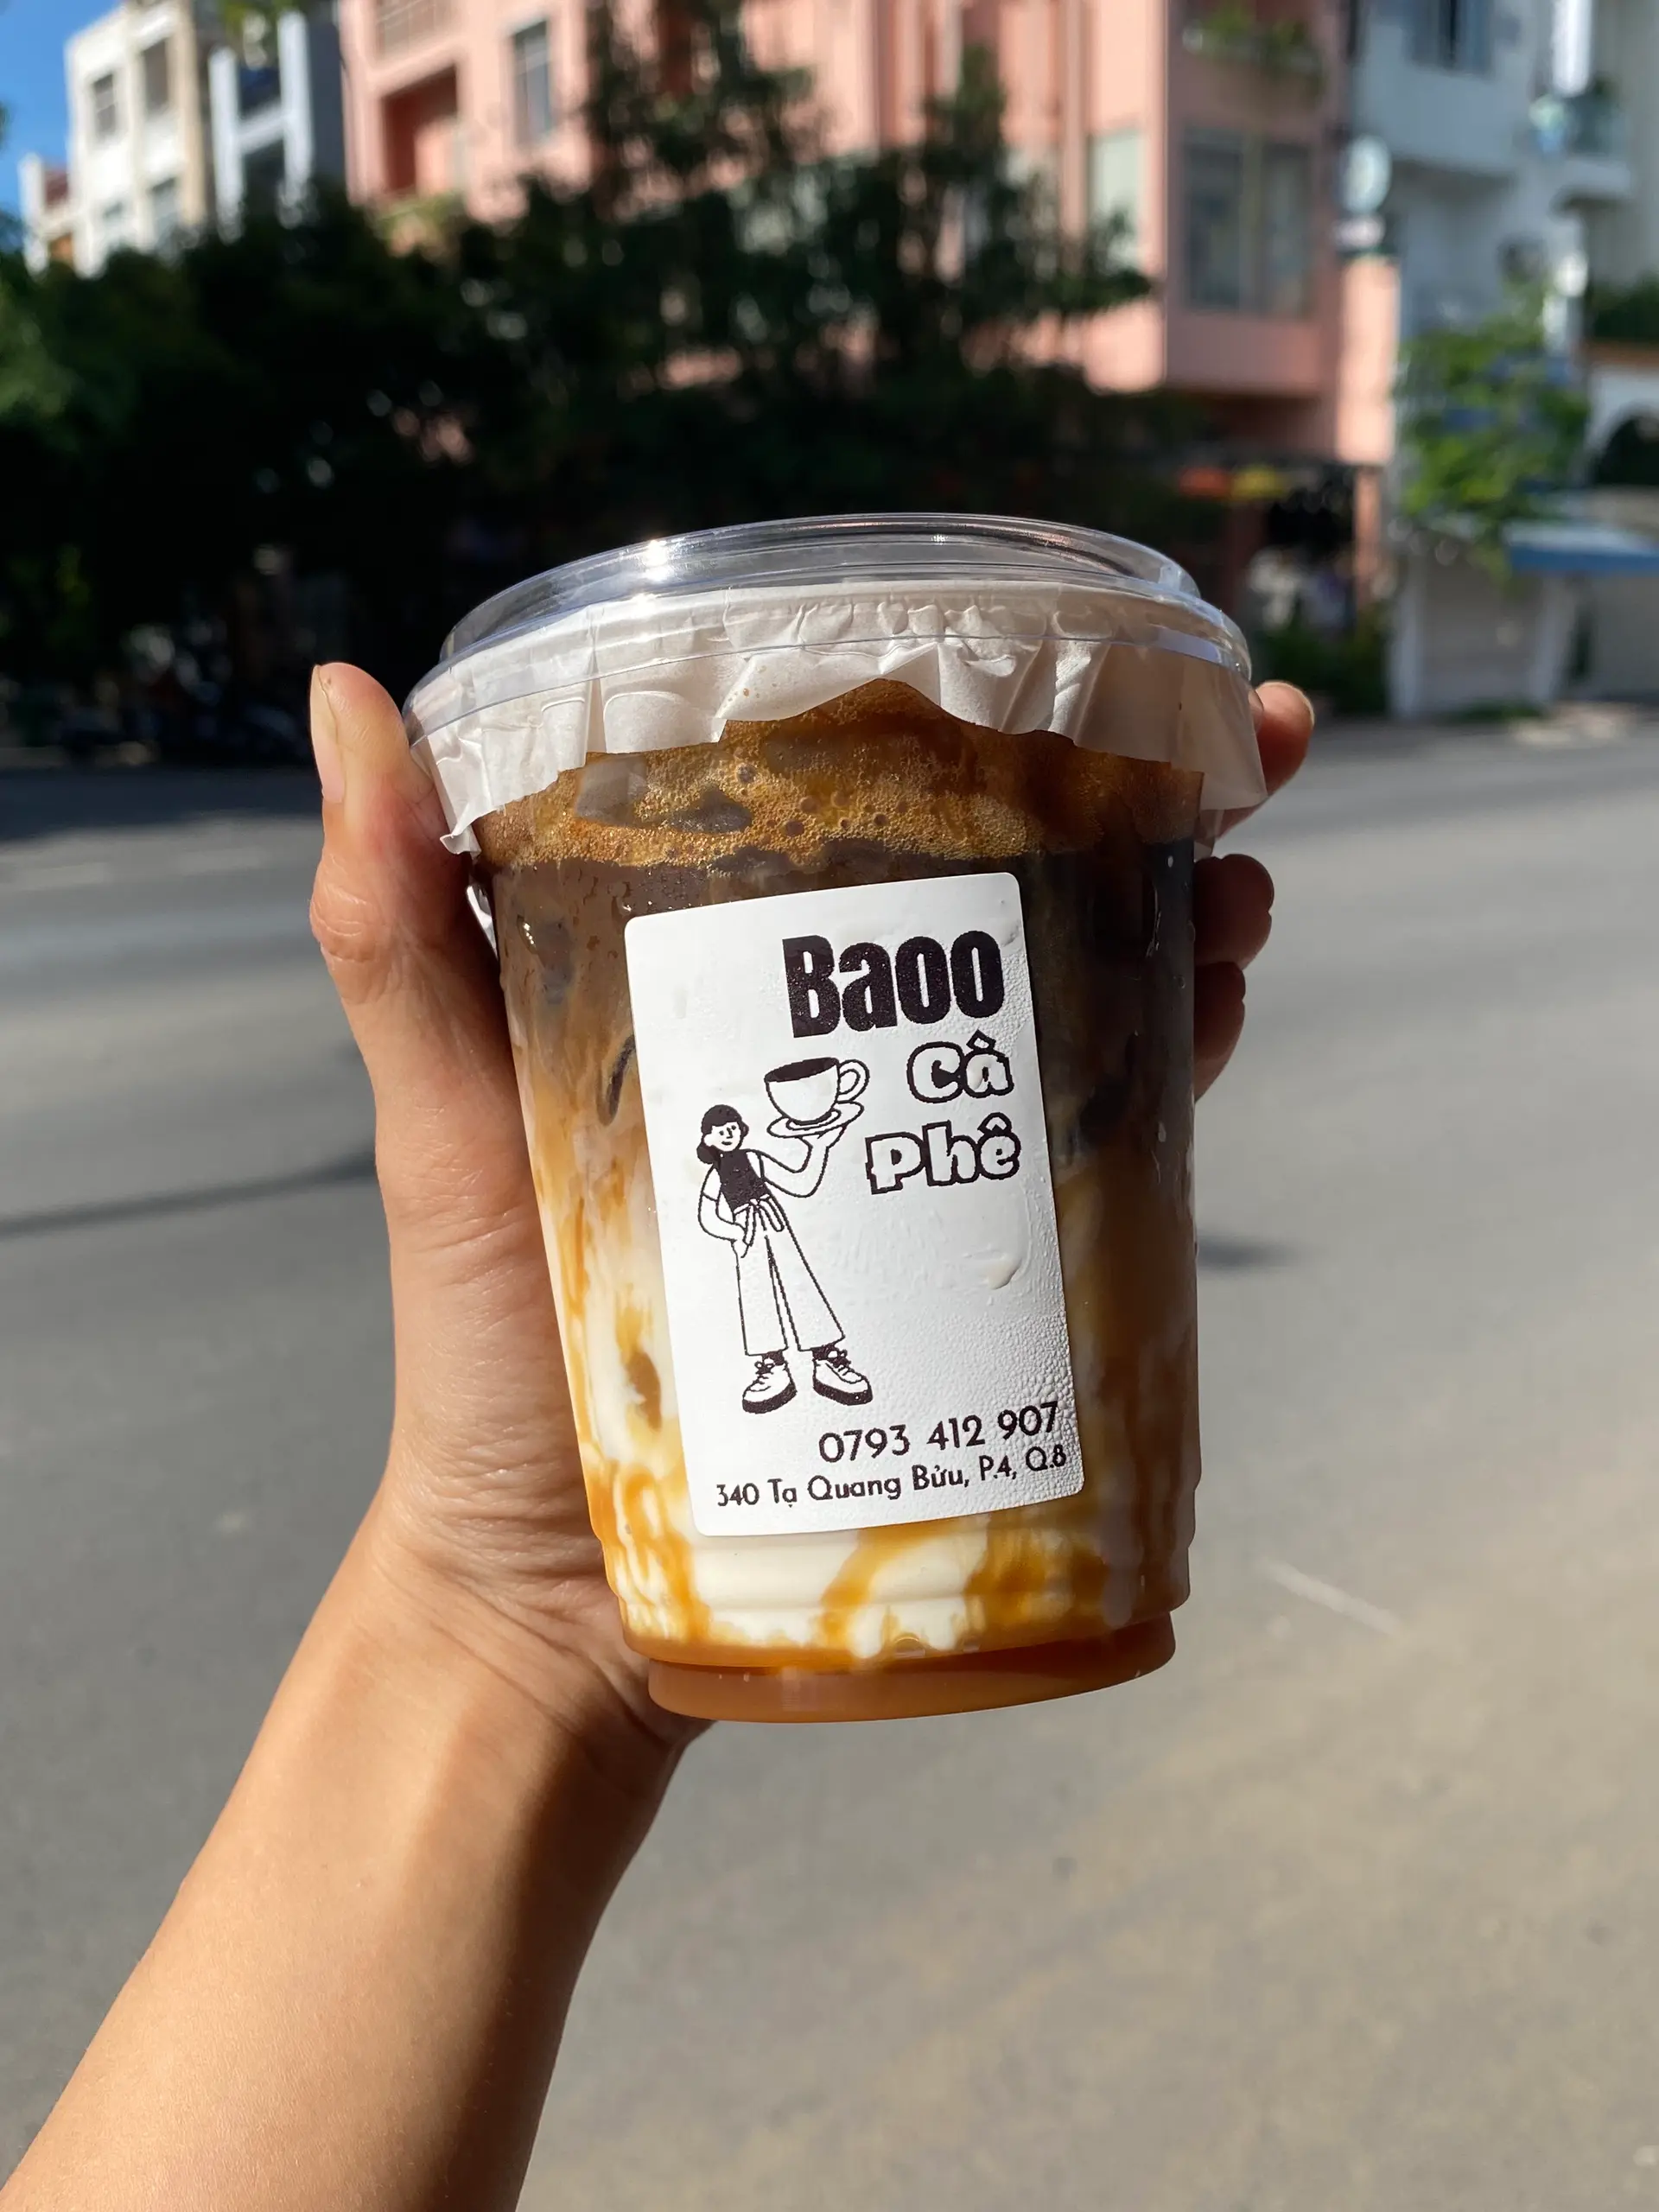 Baoo
Cà
Phê
0793 412 907
340 Tạ Quang Bửu, P.4, Q.8